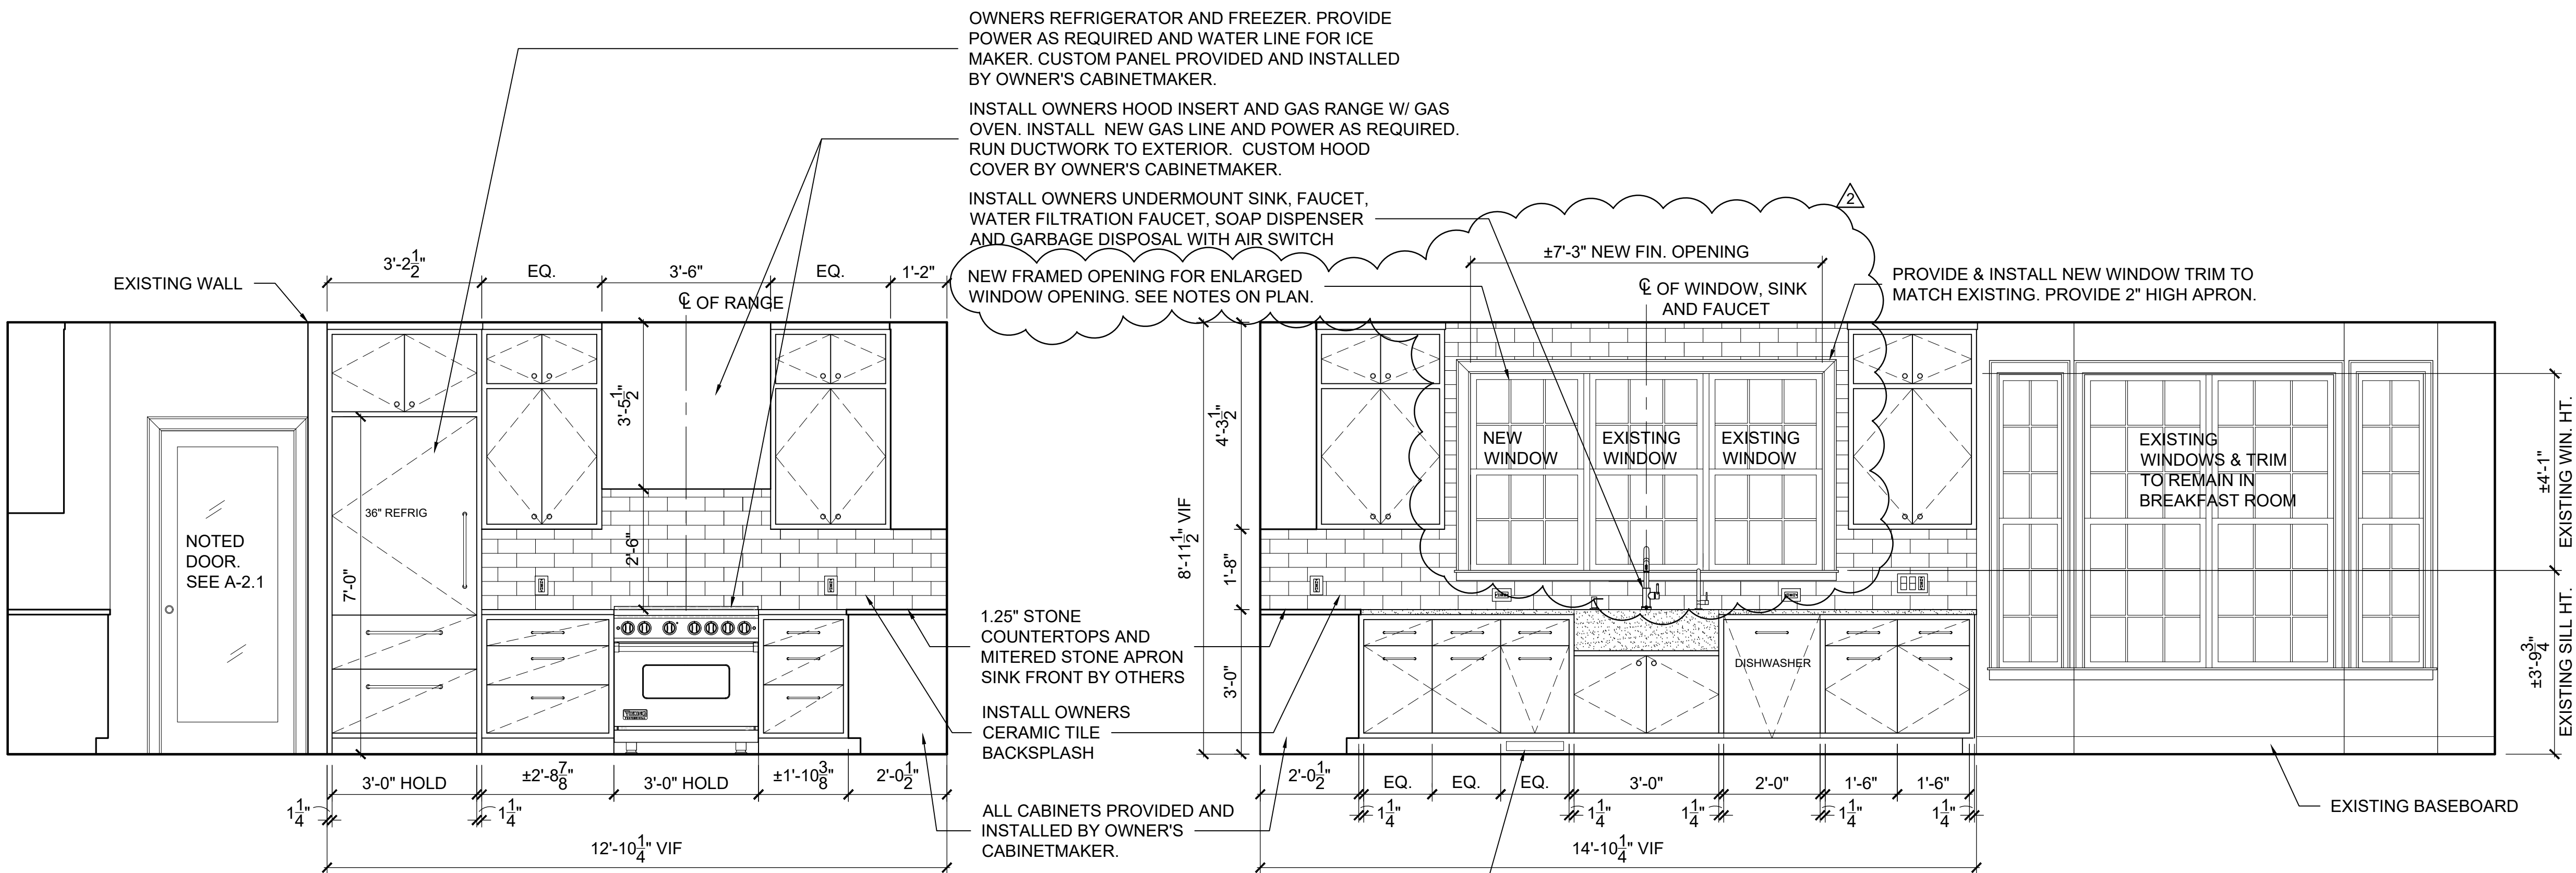 OWNERS REFRIGERATOR AND FREEZER. PROVIDE
POWER AS REQUIRED AND WATER LINE FOR ICE
MAKER. CUSTOM PANEL PROVIDED AND INSTALLED
BY OWNER'S CABINETMAKER.
INSTALL OWNERS HOOD INSERT AND GAS RANGE W/ GAS
OVEN. INSTALL NEW GAS LINE AND POWER AS REQUIRED.
RUN DUCTWORK TO EXTERIOR. CUSTOM HOOD
COVER BY OWNER'S CABINETMAKER.
INSTALL OWNERS UNDERMOUNT SINK, FAUCET,
WATER FILTRATION FAUCET, SOAP DISPENSER
AND GARBAGE DISPOSAL WITH AIR SWITCH
NEW FRAMED OPENING FOR ENLARGED
WINDOW OPENING. SEE NOTES ON PLAN.
2
±7'-3" NEW FIN. OPENING
℄ OF WINDOW, SINK
AND FAUCET
PROVIDE & INSTALL NEW WINDOW TRIM TO
MATCH EXISTING. PROVIDE 2" HIGH APRON.
EXISTING WALL
3'-2 1/2"
EQ.
3'-6"
EQ.
1'-2"
℄ OF RANGE
3'-5 1/2"
2'-6"
7'-0"
36" REFRIG
NOTED
DOOR.
SEE A-2.1
VIKING
3'-0" HOLD
±2'-8 7/8"
3'-0" HOLD
±1'-10 3/8"
2'-0 1/2"
1 1/4"
1 1/4"
12'-10 1/4" VIF
1.25" STONE
COUNTERTOPS AND
MITERED STONE APRON
SINK FRONT BY OTHERS
INSTALL OWNERS
CERAMIC TILE
BACKSPLASH
ALL CABINETS PROVIDED AND
INSTALLED BY OWNER'S
CABINETMAKER.
8'-11 1/2" VIF
4'-3 1/2"
1'-8"
3'-0"
NEW
WINDOW
EXISTING
WINDOW
EXISTING
WINDOW
DISHWASHER
EXISTING
WINDOWS & TRIM
TO REMAIN IN
BREAKFAST ROOM
±4'-1"
EXISTING WIN. HT.
±3'-9 3/4"
EXISTING SILL HT.
2'-0 1/2"
EQ.
EQ.
EQ.
3'-0"
2'-0"
1'-6"
1'-6"
1 1/4"
1 1/4"
1 1/4"
1 1/4"
1 1/4"
14'-10 1/4" VIF
EXISTING BASEBOARD